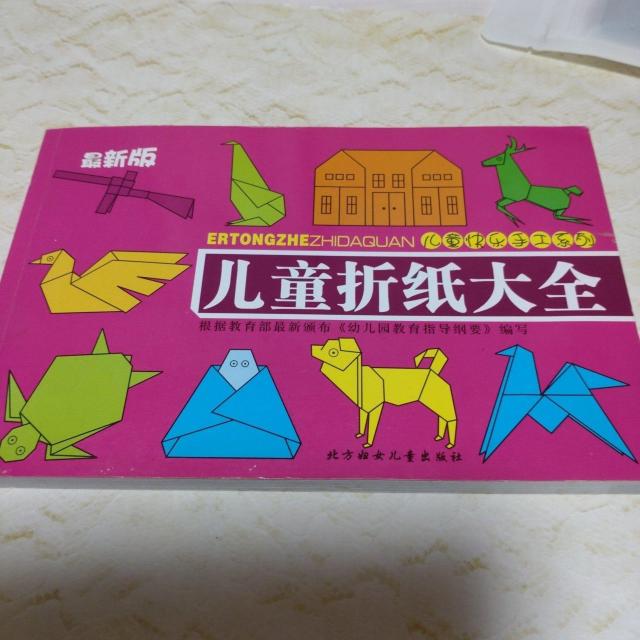 最新版
ERTONGZHEZHIDAQUAN 儿童快乐手工系列
儿童折纸大全
根据教育部最新颁布《幼儿园教育指导纲要》编写
北方妇女儿童出版社